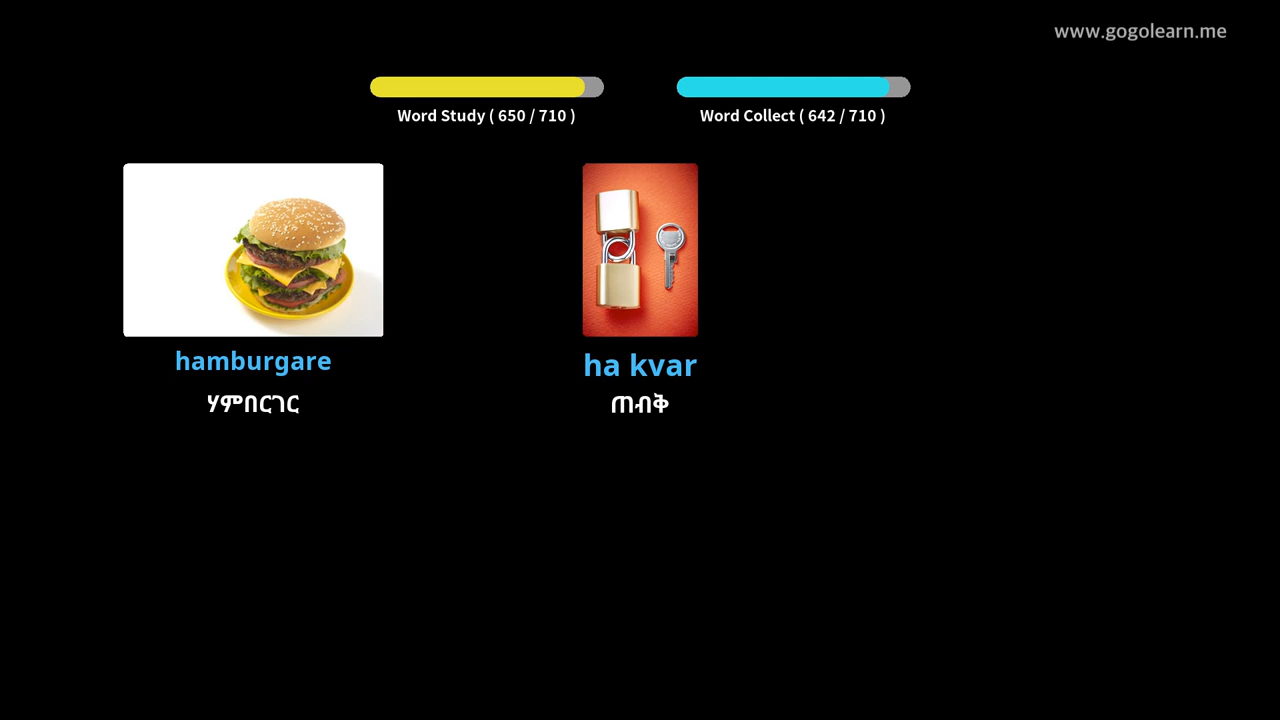 www.gogolearn.me
Word Study ( 650 / 710 )
Word Collect ( 642 / 710 )
hamburgare
ሃምበርገር
ha kvar
ጠብቅ